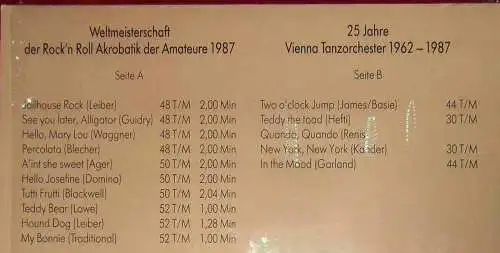 Weltmeisterschaft
der Rock'n Roll Akrobatik der Amateure 1987
Seite A
Jailhouse Rock (Leiber) 48 T/M 2,00 Min
See you later, Alligator (Guidry) 48 T/M 2,00 Min
Hello, Mary Lou (Waggner) 48 T/M 2,00 Min
Percolata (Blecher) 48 T/M 2,00 Min
A'int she sweet (Ager) 50 T/M 2,00 Min
Hello Josefine (Domino) 50 T/M 2,00 Min
Tutti Frutti (Blackwell) 50 T/M 2,04 Min
Teddy Bear (Lowe) 52 T/M 1,00 Min
Hound Dog (Leiber) 52 T/M 1,28 Min
My Bonnie (Traditional) 52 T/M 1,00 Min
25 Jahre
Vienna Tanzorchester 1962 – 1987
Seite B
Two o'clock Jump (James/Basie) 44 T/M
Teddy the toad (Hefti) 30 T/M
Quando, Quando (Renis)
New York, New York (Kander) 30 T/M
In the Mood (Garland) 44 T/M